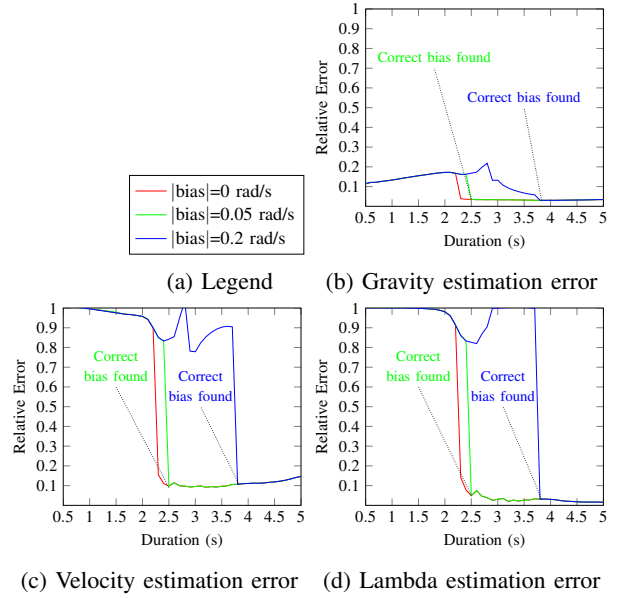 |bias|=0 rad/s
|bias|=0.05 rad/s
|bias|=0.2 rad/s
(a) Legend
1
0.9
0.8
0.7
0.6
0.5
0.4
0.3
0.2
0.1
Relative Error
Correct bias found
Correct bias found
0.5 1 1.5 2 2.5 3 3.5 4 4.5 5
Duration (s)
(b) Gravity estimation error
1
0.9
0.8
0.7
0.6
0.5
0.4
0.3
0.2
0.1
Relative Error
Correct
bias found
Correct
bias found
0.5 1 1.5 2 2.5 3 3.5 4 4.5 5
Duration (s)
(c) Velocity estimation error
1
0.9
0.8
0.7
0.6
0.5
0.4
0.3
0.2
0.1
Relative Error
Correct
bias found
Correct
bias found
0.5 1 1.5 2 2.5 3 3.5 4 4.5 5
Duration (s)
(d) Lambda estimation error